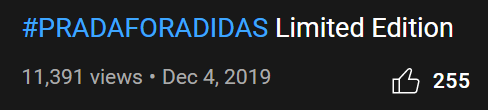 #PRADAFORADIDAS Limited Edition
11,391 views • Dec 4, 2019 255